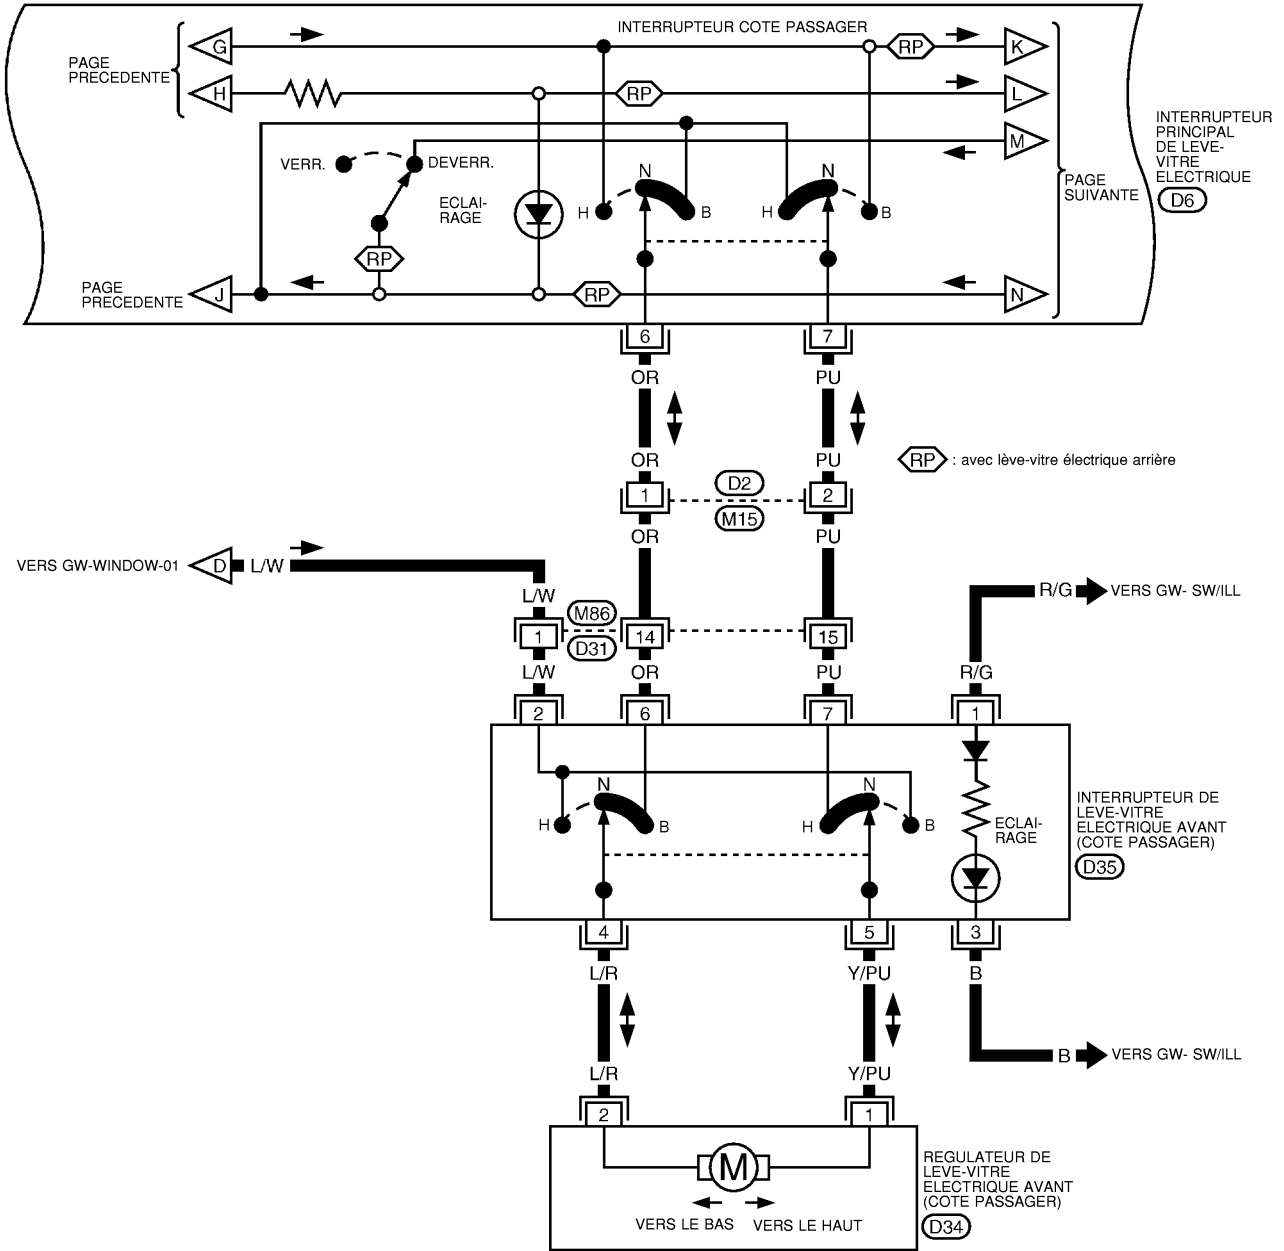 INTERRUPTEUR COTE PASSAGER
G
RP
K
PAGE
PRECEDENTE
H
RP
L
M
INTERRUPTEUR
PRINCIPAL
DE LEVE-
VITRE
ELECTRIQUE
D6
VERR.
DEVERR.
N
N
PAGE
SUIVANTE
ECLAI-
RAGE
H
B
H
B
RP
PAGE
PRECEDENTE
J
RP
N
6
7
OR
PU
OR
PU
RP : avec lève-vitre électrique arrière
1
D2
2
M15
OR
PU
VERS GW-WINDOW-01
D
L/W
L/W
R/G
VERS GW- SW/ILL
M86
1
14
15
D31
L/W
OR
PU
R/G
2
6
7
1
N
N
H
B
H
B
ECLAI-
RAGE
INTERRUPTEUR DE
LEVE-VITRE
ELECTRIQUE AVANT
(COTE PASSAGER)
D35
4
5
3
L/R
Y/PU
B
B
VERS GW- SW/ILL
L/R
Y/PU
2
1
M
VERS LE BAS
VERS LE HAUT
REGULATEUR DE
LEVE-VITRE
ELECTRIQUE AVANT
(COTE PASSAGER)
D34